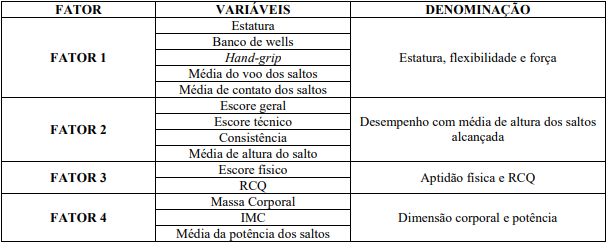 FATOR VARIÁVEIS DENOMINAÇÃO
FATOR 1
Estatura
Banco de wells
Hand-grip
Média do voo dos saltos
Média de contato dos saltos
Estatura, flexibilidade e força
FATOR 2
Escore geral
Escore técnico
Consistência
Média de altura do salto
Desempenho com média de altura dos saltos
alcançada
FATOR 3
Escore físico
RCQ
Aptidão física e RCQ
FATOR 4
Massa Corporal
IMC
Média da potência dos saltos
Dimensão corporal e potência